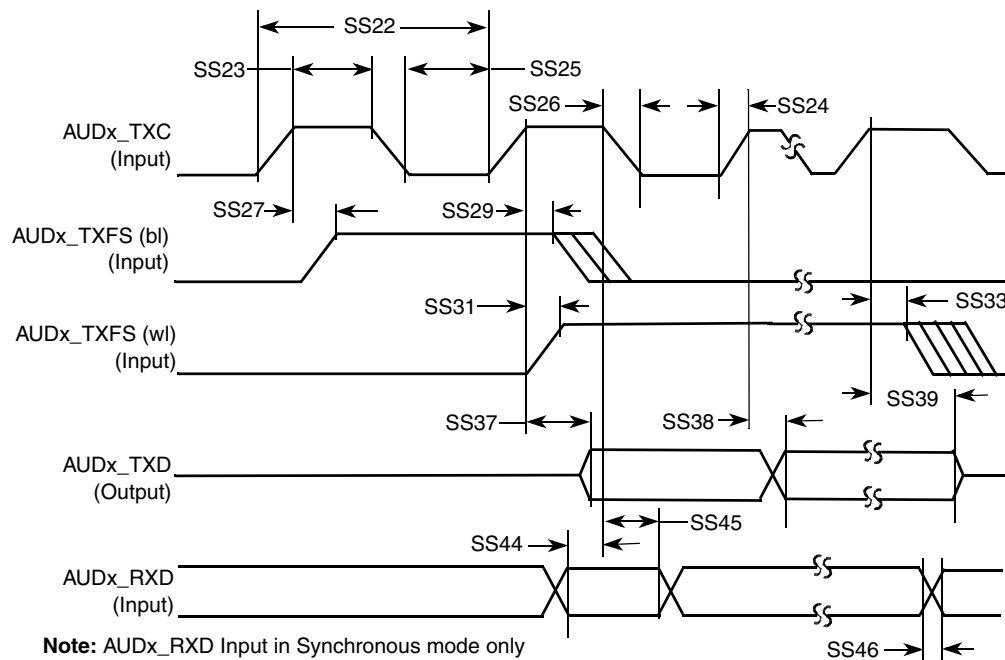 SS22
SS23
SS25
SS26
SS24
AUDx_TXC
(Input)
SS27
SS29
AUDx_TXFS (bl)
(Input)
SS31
SS33
AUDx_TXFS (wl)
(Input)
SS39
SS37
SS38
AUDx_TXD
(Output)
SS45
SS44
AUDx_RXD
(Input)
Note: AUDx_RXD Input in Synchronous mode only
SS46